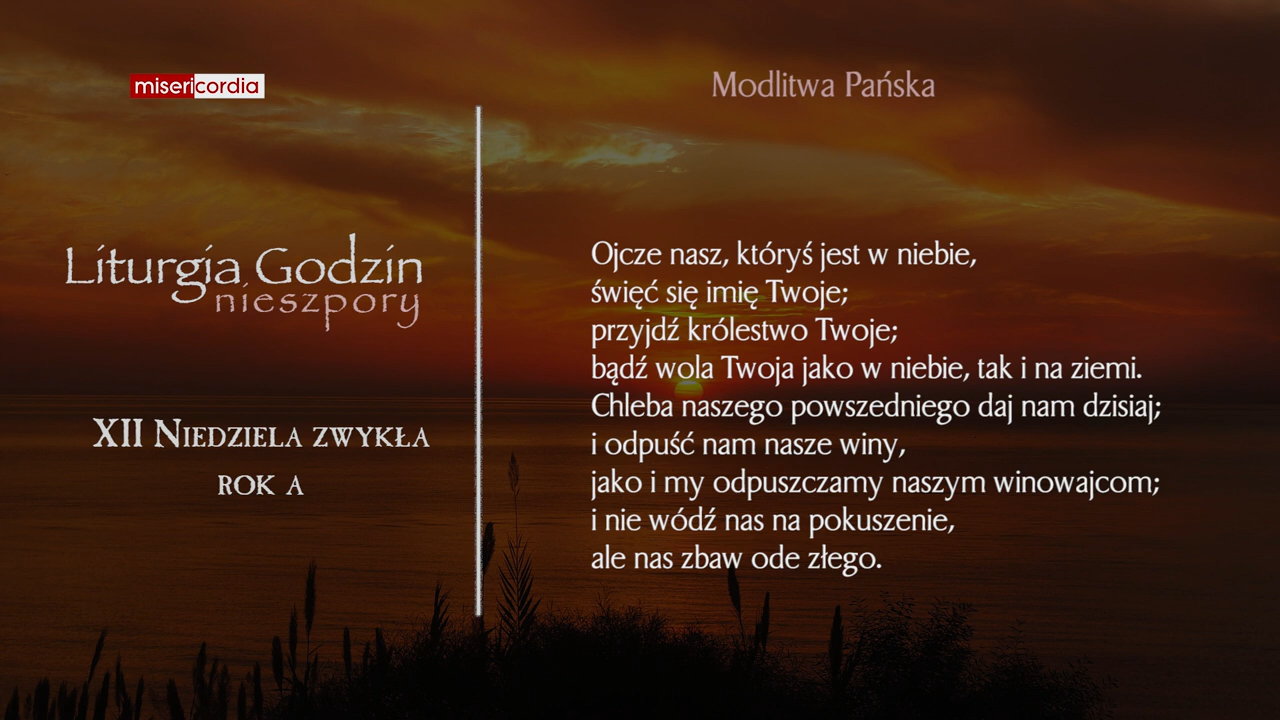 misericordia
Liturgia Godzin
nieszpory
XII Niedziela zwykła
rok a
Modlitwa Pańska
Ojcze nasz, któryś jest w niebie,
święć się imię Twoje;
przyjdź królestwo Twoje;
bądź wola Twoja jako w niebie, tak i na ziemi.
Chleba naszego powszedniego daj nam dzisiaj;
i odpuść nam nasze winy,
jako i my odpuszczamy naszym winowajcom;
i nie wódź nas na pokuszenie,
ale nas zbaw ode złego.